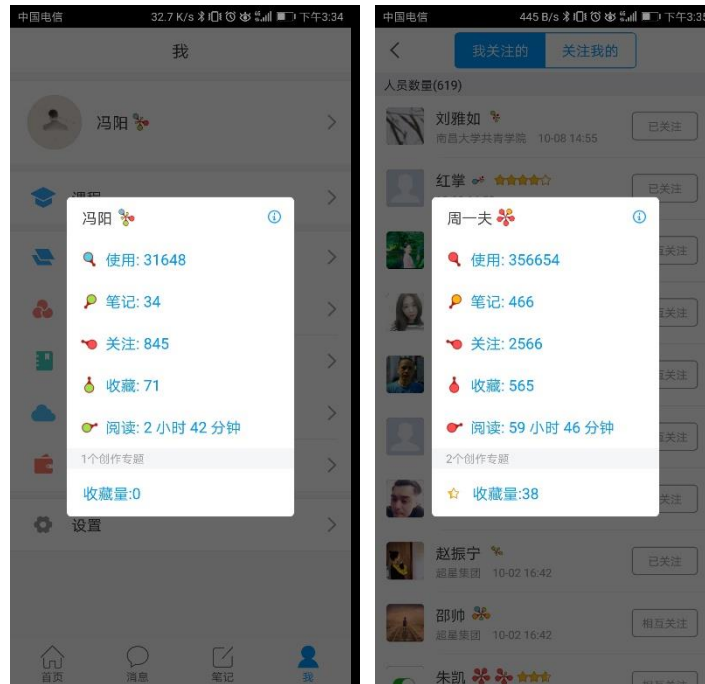 中国电信 32.7 K/s 下午3:34
我
冯阳
课程
冯阳
使用: 31648
笔记: 34
关注: 845
收藏: 71
阅读: 2 小时 42 分钟
1个创作专题
收藏量:0
设置
首页 消息 笔记 我
中国电信 445 B/s 下午3:35
我关注的 关注我的
人员数量(619)
刘雅如 已关注
南昌大学共青学院 10-08 14:55
红掌 已关注
周一夫
使用: 356654
笔记: 466
关注: 2566
收藏: 565
阅读: 59 小时 46 分钟
2个创作专题
收藏量:38
赵振宁 已关注
超星集团 10-02 16:42
邵帅 相互关注
超星集团 10-02 16:42
朱凯